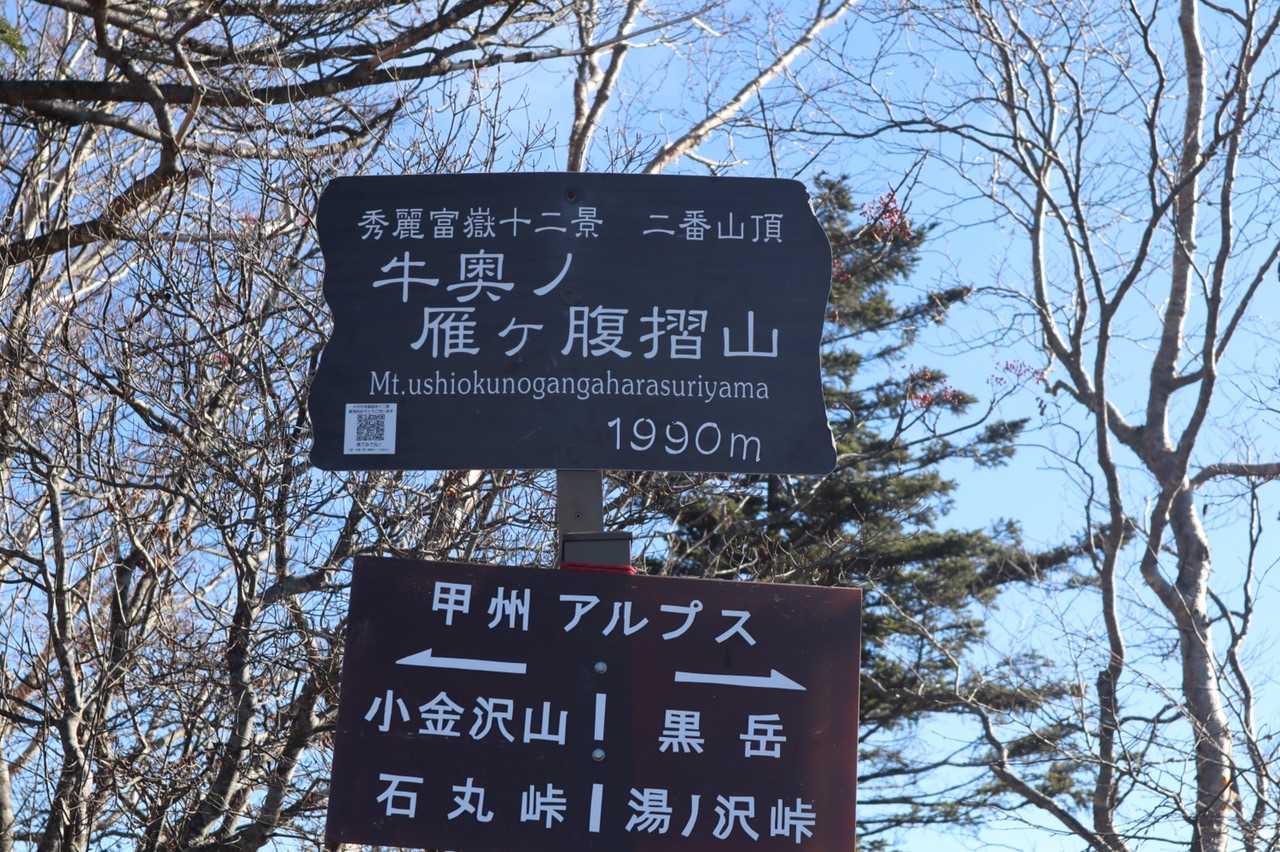 秀麗富嶽十二景 二番山頂
牛奥ノ
雁ヶ腹摺山
Mt.ushiokunogangaharasuriyama
1990m
甲州アルプス
← →
小金沢山 | 黒岳
石丸峠 | 湯ノ沢峠